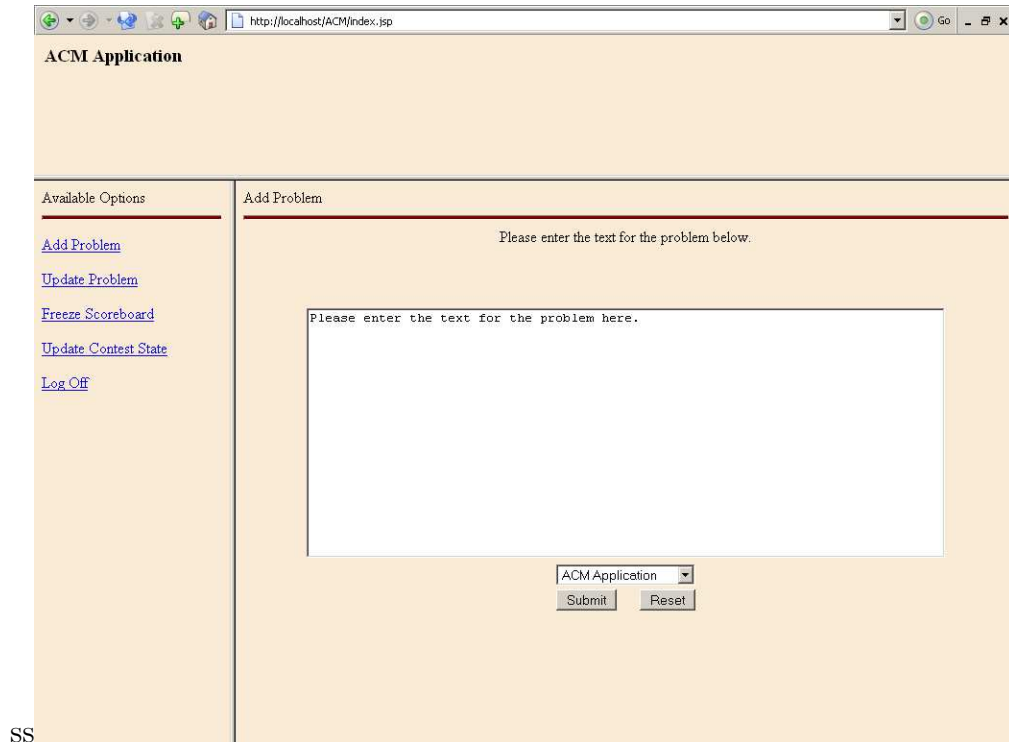 http://localhost/ACM/index.jsp
Go
ACM Application
Available Options
Add Problem
Update Problem
Freeze Scoreboard
Update Contest State
Log Off
Add Problem
Please enter the text for the problem below.
Please enter the text for the problem here.
ACM Application
Submit Reset
SS